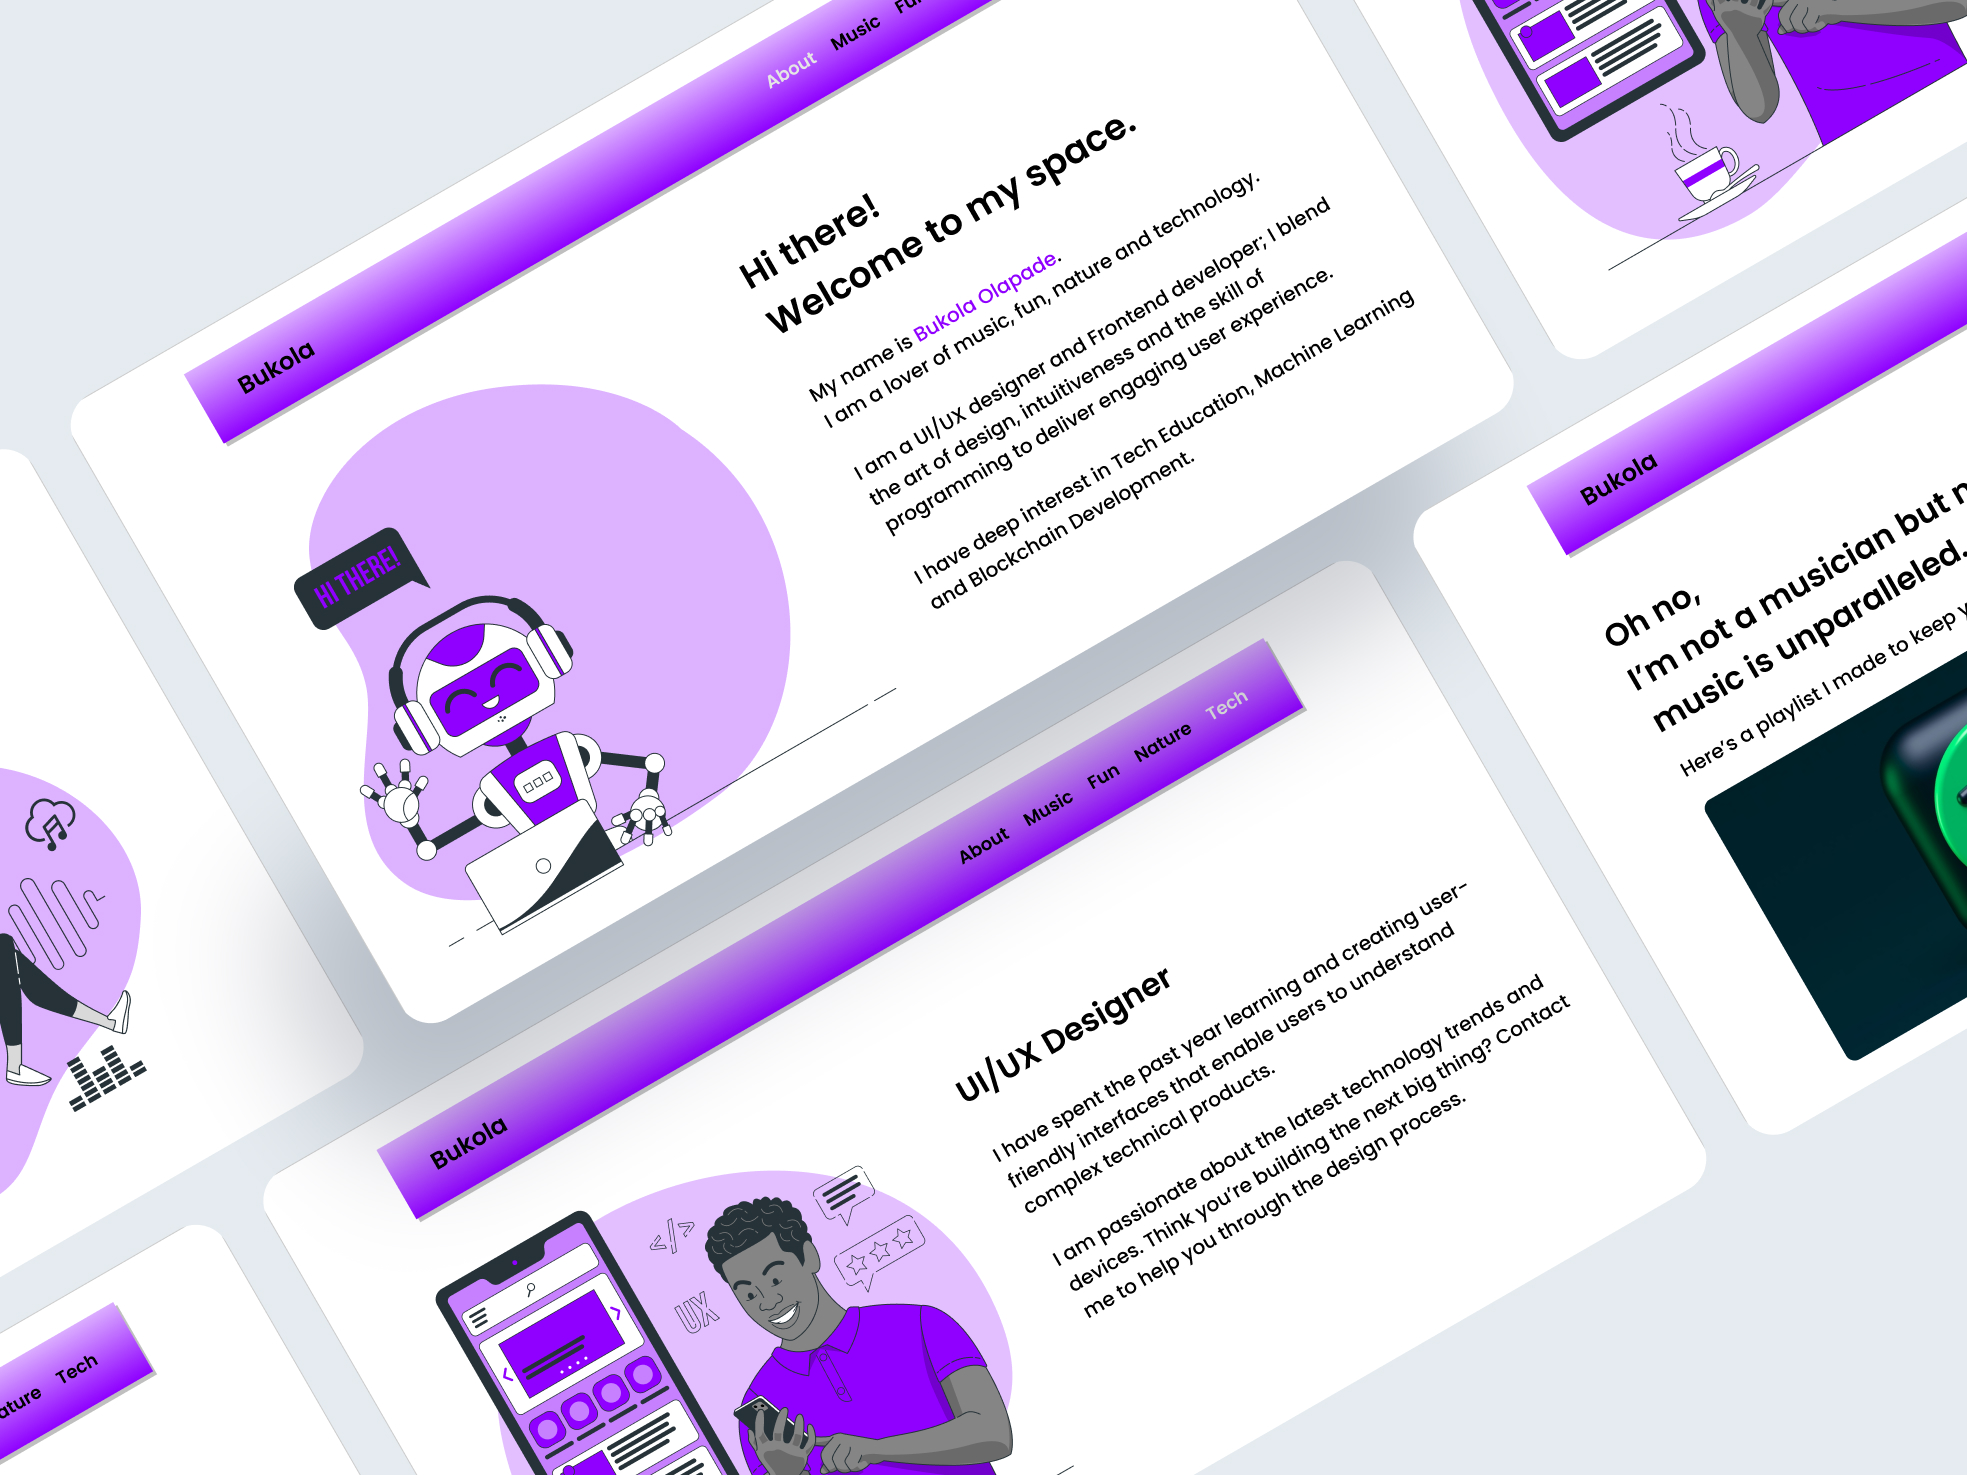 Bukola
About Music
Hi there!
Welcome to my space.
My name is Bukola Olapade.
I am a lover of music, fun, nature and technology.
I am a UI/UX designer and Frontend developer; I blend
the art of design, intuitiveness and the skill of
programming to deliver engaging user experience.
I have deep interest in Tech Education, Machine Learning
and Blockchain Development.
HI THERE!
Bukola
About Music Fun Nature Tech
UI/UX Designer
I have spent the past year learning and creating user-
friendly interfaces that enable users to understand
complex technical products.
I am passionate about the latest technology trends and
devices. Think you're building the next big thing? Contact
me to help you through the design process.
</>
UX
Bukola
Oh no,
I'm not a musician but
music is unparalleled.
Here's a playlist I made to keep
Tech